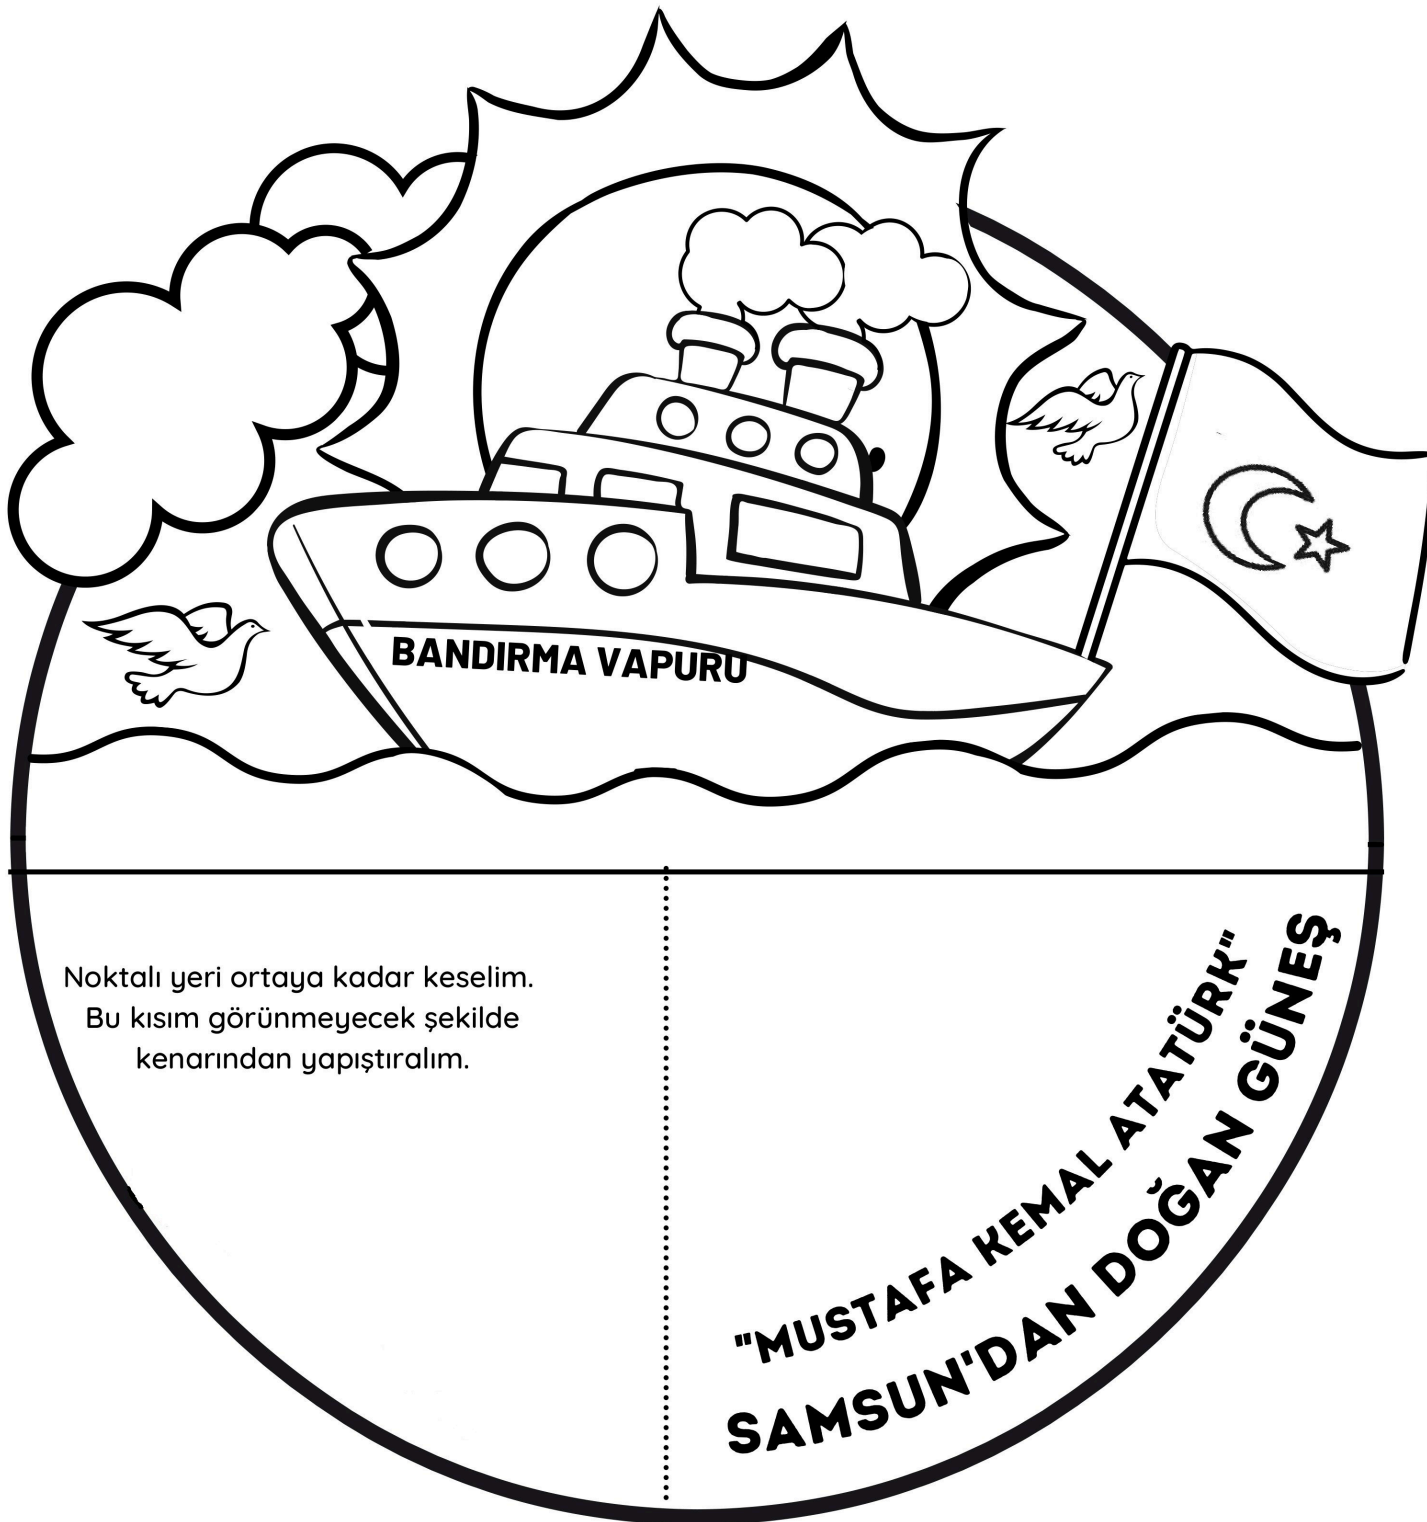 BANDIRMA VAPURU
Noktalı yeri ortaya kadar keselim.
Bu kısım görünmeyecek şekilde
kenarından yapıştıralım.
"MUSTAFA KEMAL ATATÜRK"
SAMSUN'DAN DOĞAN GÜNEŞ